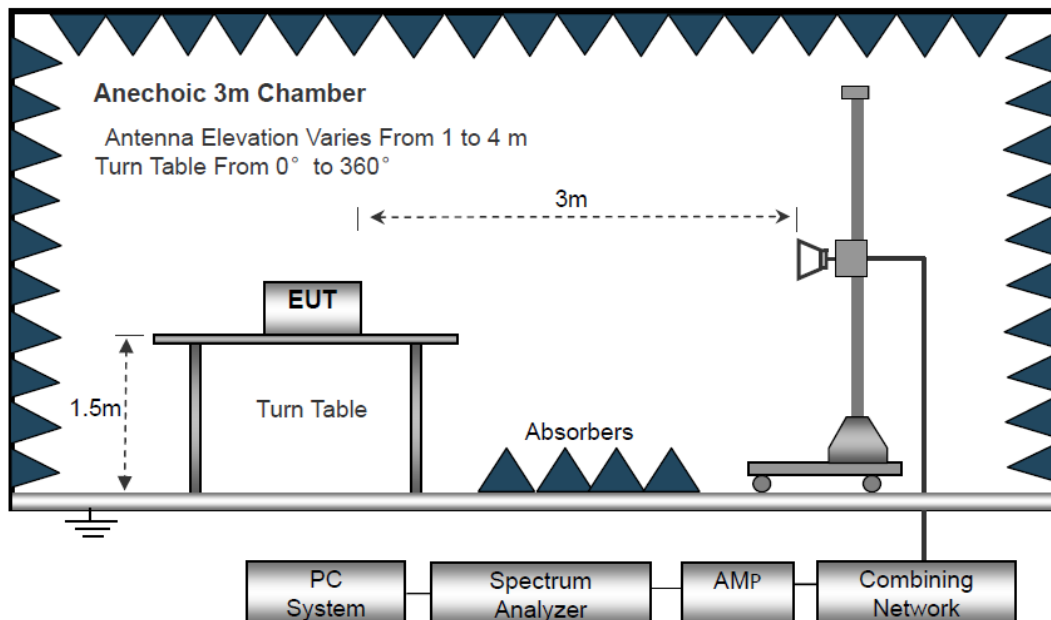 Anechoic 3m Chamber
Antenna Elevation Varies From 1 to 4 m
Turn Table From 0° to 360°
3m
EUT
1.5m
Turn Table
Absorbers
PC
System
Spectrum
Analyzer
AMP
Combining
Network